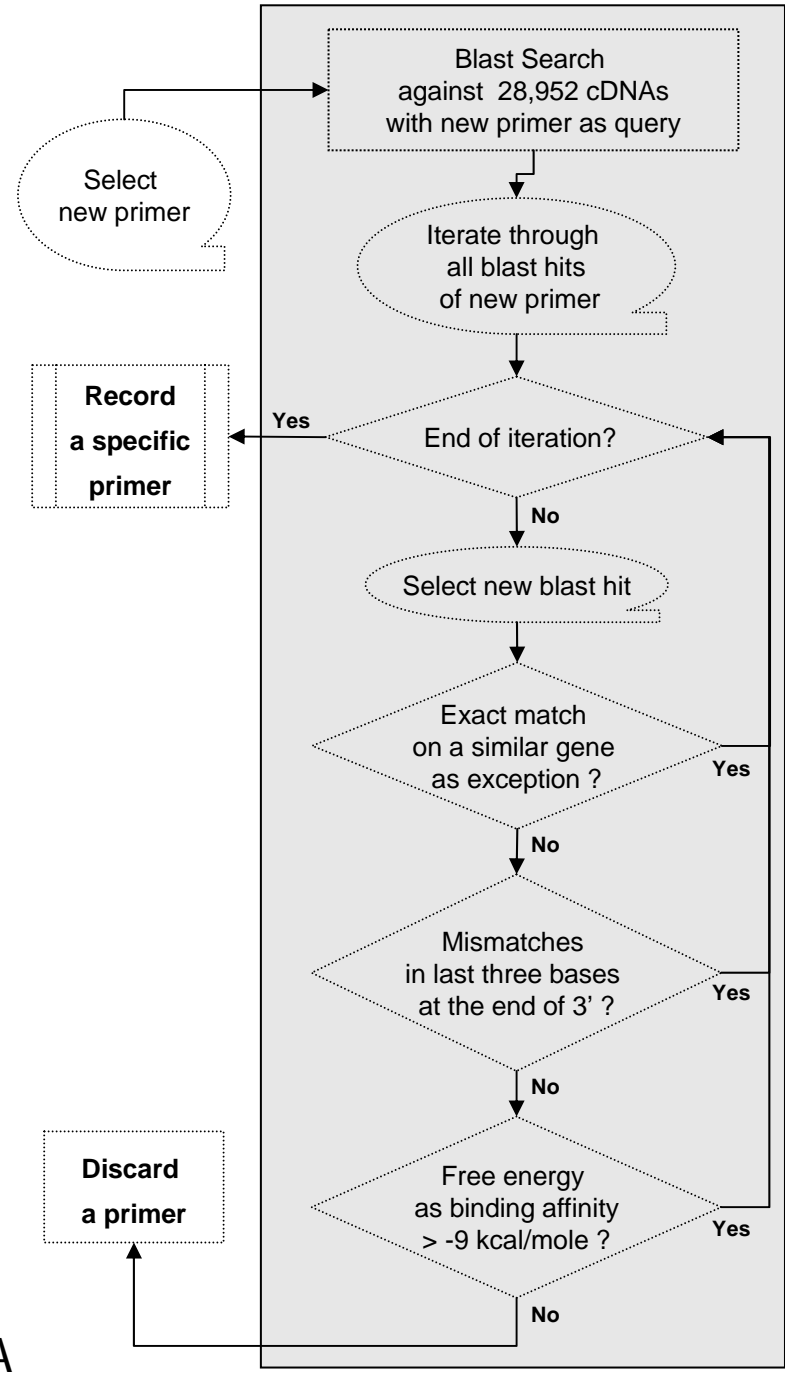 Blast Search
against 28,952 cDNAs
with new primer as query
Select
new primer
Iterate through
all blast hits
of new primer
Record
a specific
primer
Yes
End of iteration?
No
Select new blast hit
Exact match
on a similar gene
as exception ?
Yes
No
Mismatches
in last three bases
at the end of 3’ ?
Yes
No
Discard
a primer
Free energy
as binding affinity
> -9 kcal/mole ?
Yes
No
A